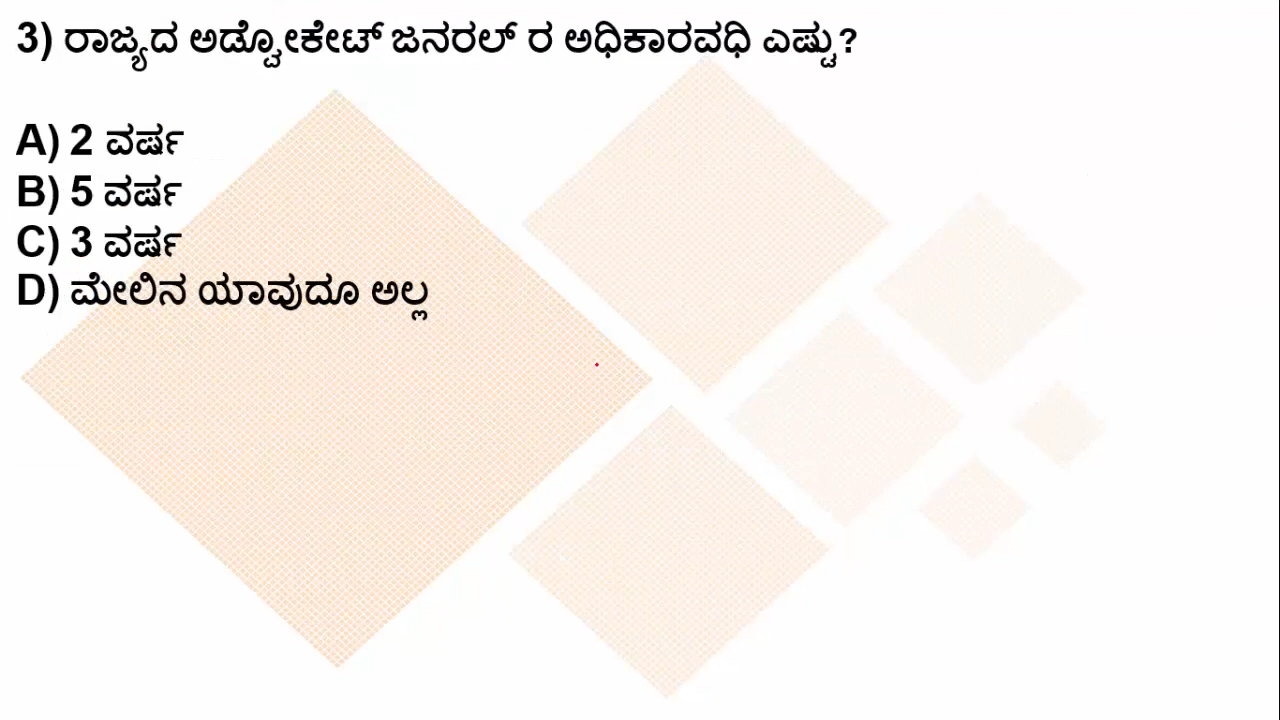 3) ರಾಜ್ಯದ ಅಡ್ವೋಕೇಟ್ ಜನರಲ್ ರ ಅಧಿಕಾರವಧಿ ಎಷ್ಟು?
A) 2 ವರ್ಷ
B) 5 ವರ್ಷ
C) 3 ವರ್ಷ
D) ಮೇಲಿನ ಯಾವುದೂ ಅಲ್ಲ